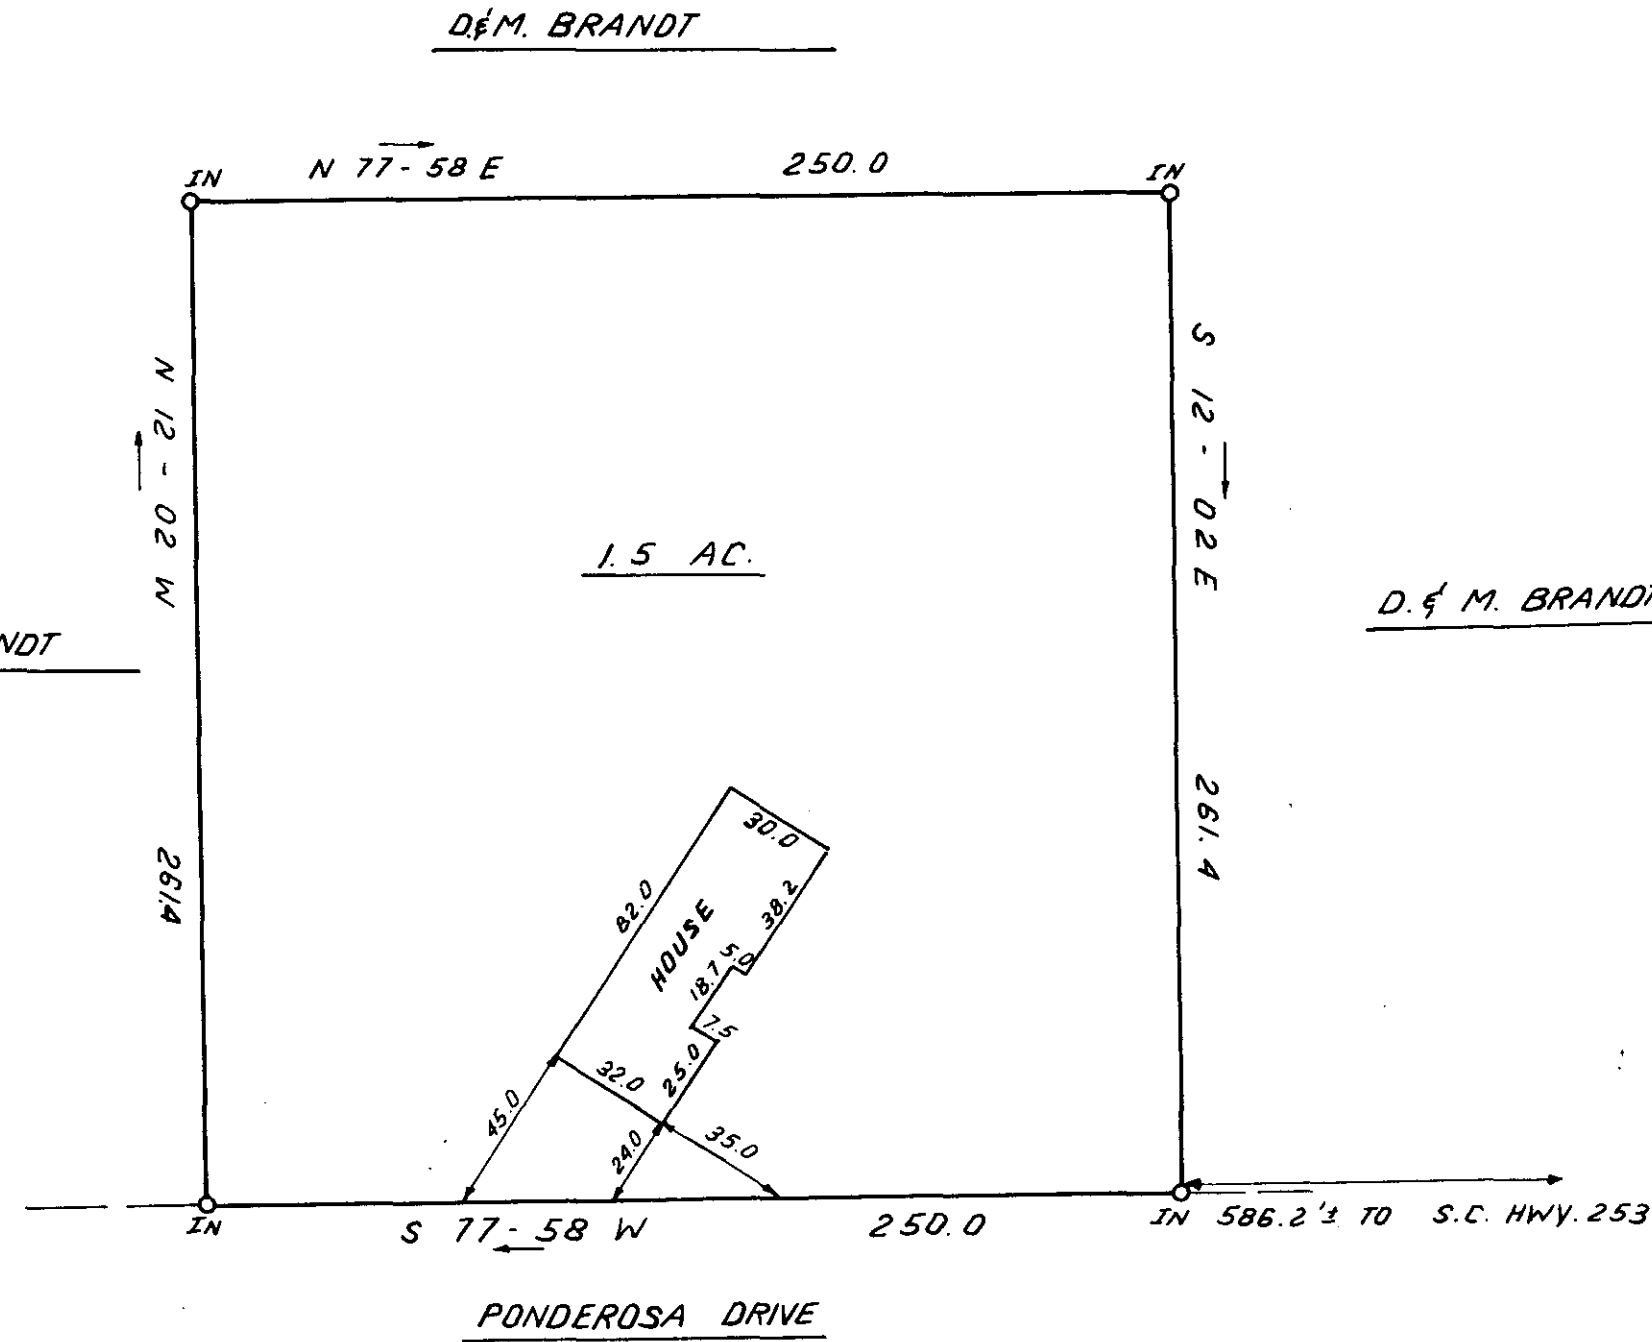 D.&M. BRANDT
IN
N 77-58 E
250.0
IN
N 12-02 W
S 12-02 E
1.5 AC.
D.& M. BRANDT
NDT
261.4
261.4
30.0
82.0
HOUSE
38.2
5.0
18.7
7.5
25.0
32.0
45.0
24.0
35.0
IN
S 77-58 W
250.0
IN
586.2'± TO S.C. HWY. 253
PONDEROSA DRIVE